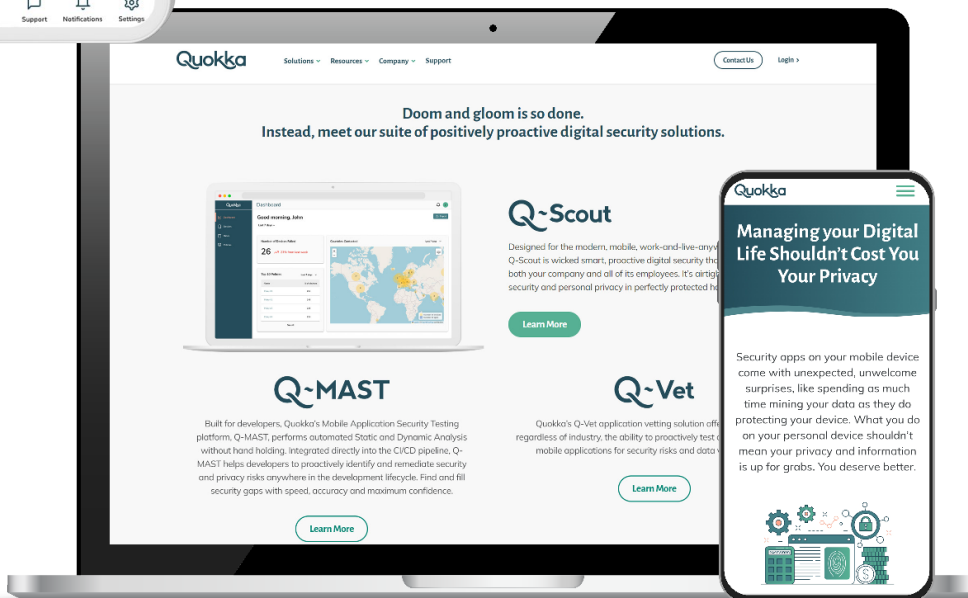 Support Notifications Settings
Quokka
Solutions Resources Company Support
Contact Us Login
Doom and gloom is so done.
Instead, meet our suite of positively proactive digital security solutions.
Quokka
Dashboard
Good morning, John
26
Q~Scout
Designed for the modern, mobile, work-and-live-any
Q-Scout is wicked smart, proactive digital security
both your company and all of its employees. It's
security and personal privacy in perfectly protected
Learn More
Q~MAST
Built for developers, Quokka's Mobile Application Security Testing
platform, Q-MAST, performs automated Static and Dynamic Analysis
without hand holding. Integrated directly into the CI/CD pipeline, Q-
MAST helps developers to proactively identify and remediate security
and privacy risks anywhere in the development lifecycle. Find and fill
security gaps with speed, accuracy and maximum confidence.
Learn More
Q~Vet
Quokka's Q-Vet application vetting solution
regardless of industry, the ability to proactively test
mobile applications for security risks and data
Learn More
Quokka
Managing your Digital
Life Shouldn't Cost You
Your Privacy
Security apps on your mobile device
come with unexpected, unwelcome
surprises, like spending as much
time mining your data as they do
protecting your device. What you do
on your personal device shouldn't
mean your privacy and information
is up for grabs. You deserve better.